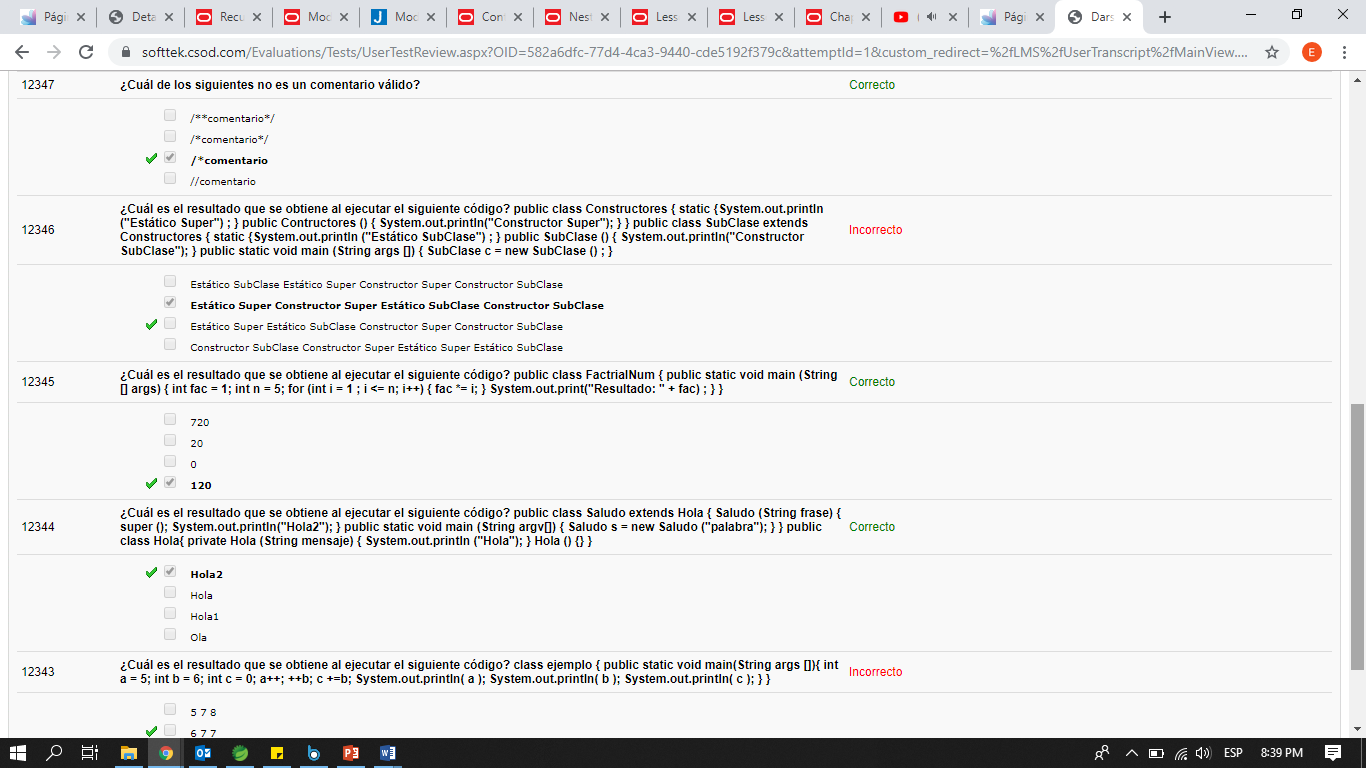 Pági
Deta
Recu
Moc
Moc
Con
Nest
Less
Less
Chap
Pági
Dars
softtek.csod.com/Evaluations/Tests/UserTestReview.aspx?OID=582a6dfc-77d4-4ca3-9440-cde5192f379c&attemptId=1&custom_redirect=%2fLMS%2fUserTranscript%2fMainView....
E
12347 ¿Cuál de los siguientes no es un comentario válido? Correcto
/**comentario*/
/*comentario*/
/*comentario
//comentario
¿Cuál es el resultado que se obtiene al ejecutar el siguiente código? public class Constructores { static {System.out.println
12346 ("Estático Super") ; } public Contructores () { System.out.println("Constructor Super"); } } public class SubClase extends Incorrecto
Constructores { static {System.out.println ("Estático SubClase") ; } public SubClase () { System.out.println("Constructor
SubClase"); } public static void main (String args []) { SubClase c = new SubClase () ; }
Estático SubClase Estático Super Constructor Super Constructor SubClase
Estático Super Constructor Super Estático SubClase Constructor SubClase
Estático Super Estático SubClase Constructor Super Constructor SubClase
Constructor SubClase Constructor Super Estático Super Estático SubClase
12345 ¿Cuál es el resultado que se obtiene al ejecutar el siguiente código? public class FactrialNum { public static void main (String Correcto
[] args) { int fac = 1; int n = 5; for (int i = 1 ; i <= n; i++) { fac *= i; } System.out.print("Resultado: " + fac) ; } }
720
20
0
120
¿Cuál es el resultado que se obtiene al ejecutar el siguiente código? public class Saludo extends Hola { Saludo (String frase) {
12344 super (); System.out.println("Hola2"); } public static void main (String argv[]) { Saludo s = new Saludo ("palabra"); } } public Correcto
class Hola{ private Hola (String mensaje) { System.out.println ("Hola"); } Hola () {} }
Hola2
Hola
Hola1
Ola
12343 ¿Cuál es el resultado que se obtiene al ejecutar el siguiente código? class ejemplo { public static void main(String args []){ int Incorrecto
a = 5; int b = 6; int c = 0; a++; ++b; c +=b; System.out.println( a ); System.out.println( b ); System.out.println( c ); } }
5 7 8
6 7 7
ESP 8:39 PM